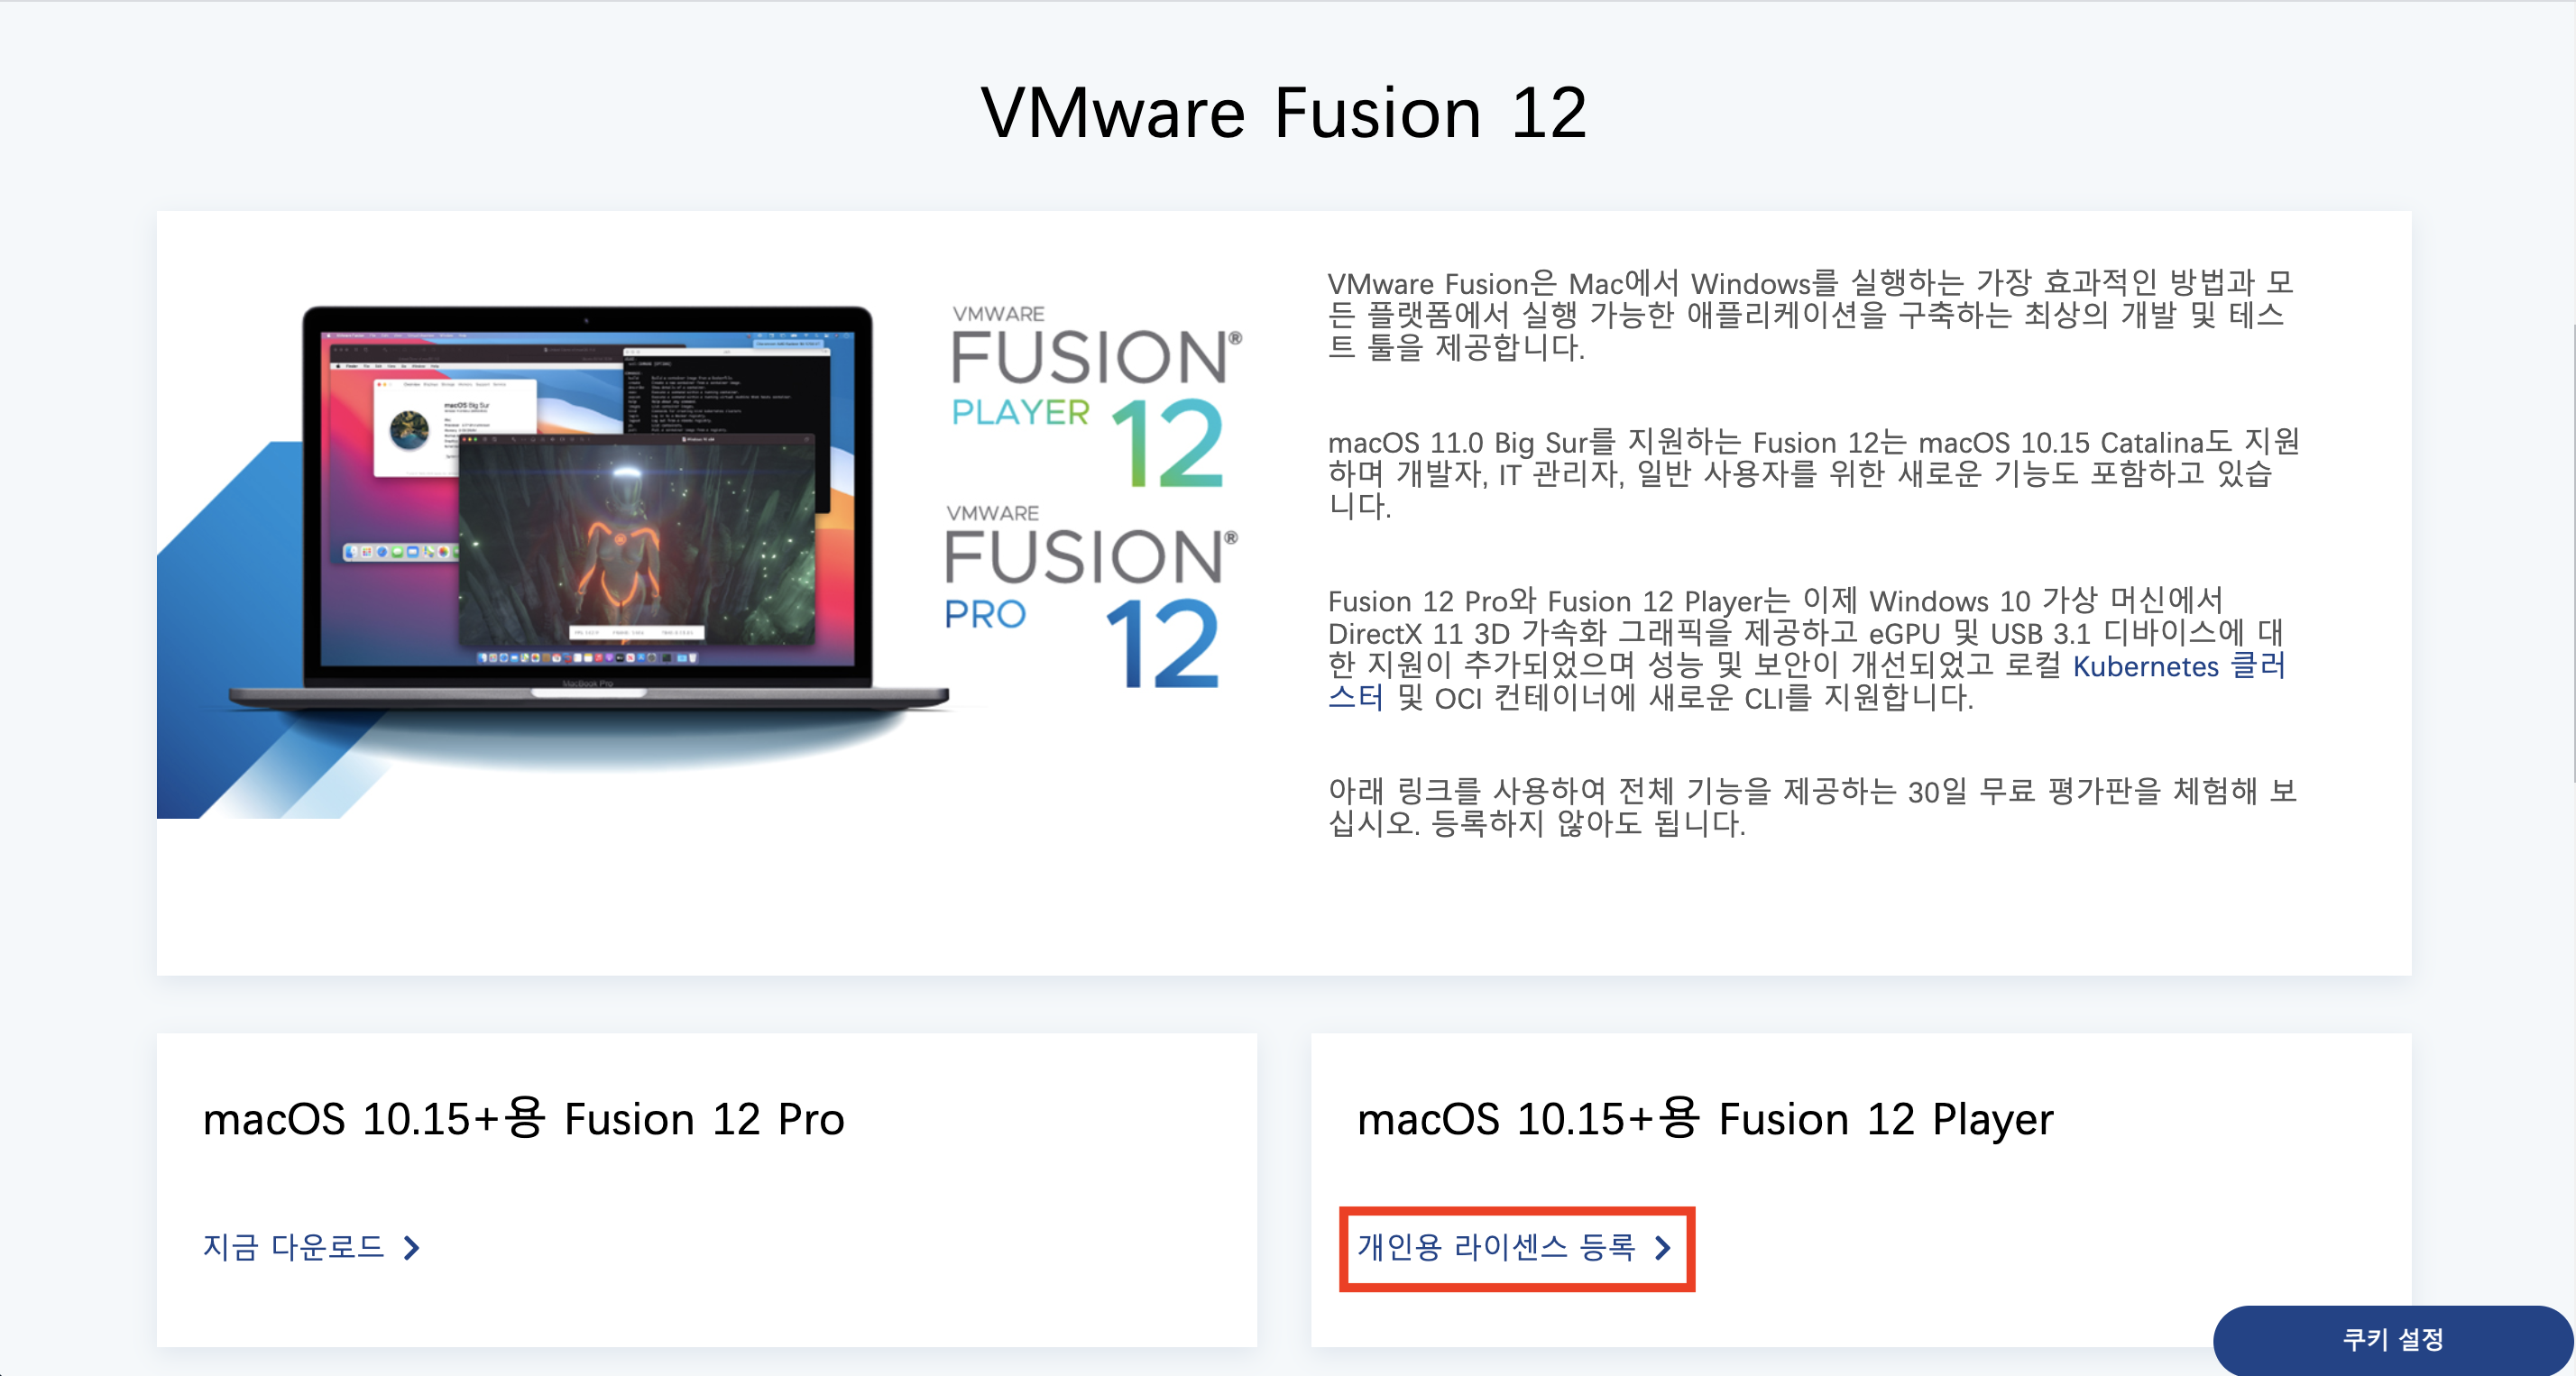 VMware Fusion 12
VMWARE
FUSION®
PLAYER 12
VMWARE
FUSION®
PRO 12
macOS Big Sur
MacBook Pro
VMware Fusion은 Mac에서 Windows를 실행하는 가장 효과적인 방법과 모
든 플랫폼에서 실행 가능한 애플리케이션을 구축하는 최상의 개발 및 테스
트 툴을 제공합니다.
macOS 11.0 Big Sur를 지원하는 Fusion 12는 macOS 10.15 Catalina도 지원
하며 개발자, IT 관리자, 일반 사용자를 위한 새로운 기능도 포함하고 있습
니다.
Fusion 12 Pro와 Fusion 12 Player는 이제 Windows 10 가상 머신에서
DirectX 11 3D 가속화 그래픽을 제공하고 eGPU 및 USB 3.1 디바이스에 대
한 지원이 추가되었으며 성능 및 보안이 개선되었고 로컬 Kubernetes 클러
스터 및 OCI 컨테이너에 새로운 CLI를 지원합니다.
아래 링크를 사용하여 전체 기능을 제공하는 30일 무료 평가판을 체험해 보
십시오. 등록하지 않아도 됩니다.
macOS 10.15+용 Fusion 12 Pro
지금 다운로드
macOS 10.15+용 Fusion 12 Player
개인용 라이센스 등록
쿠키 설정